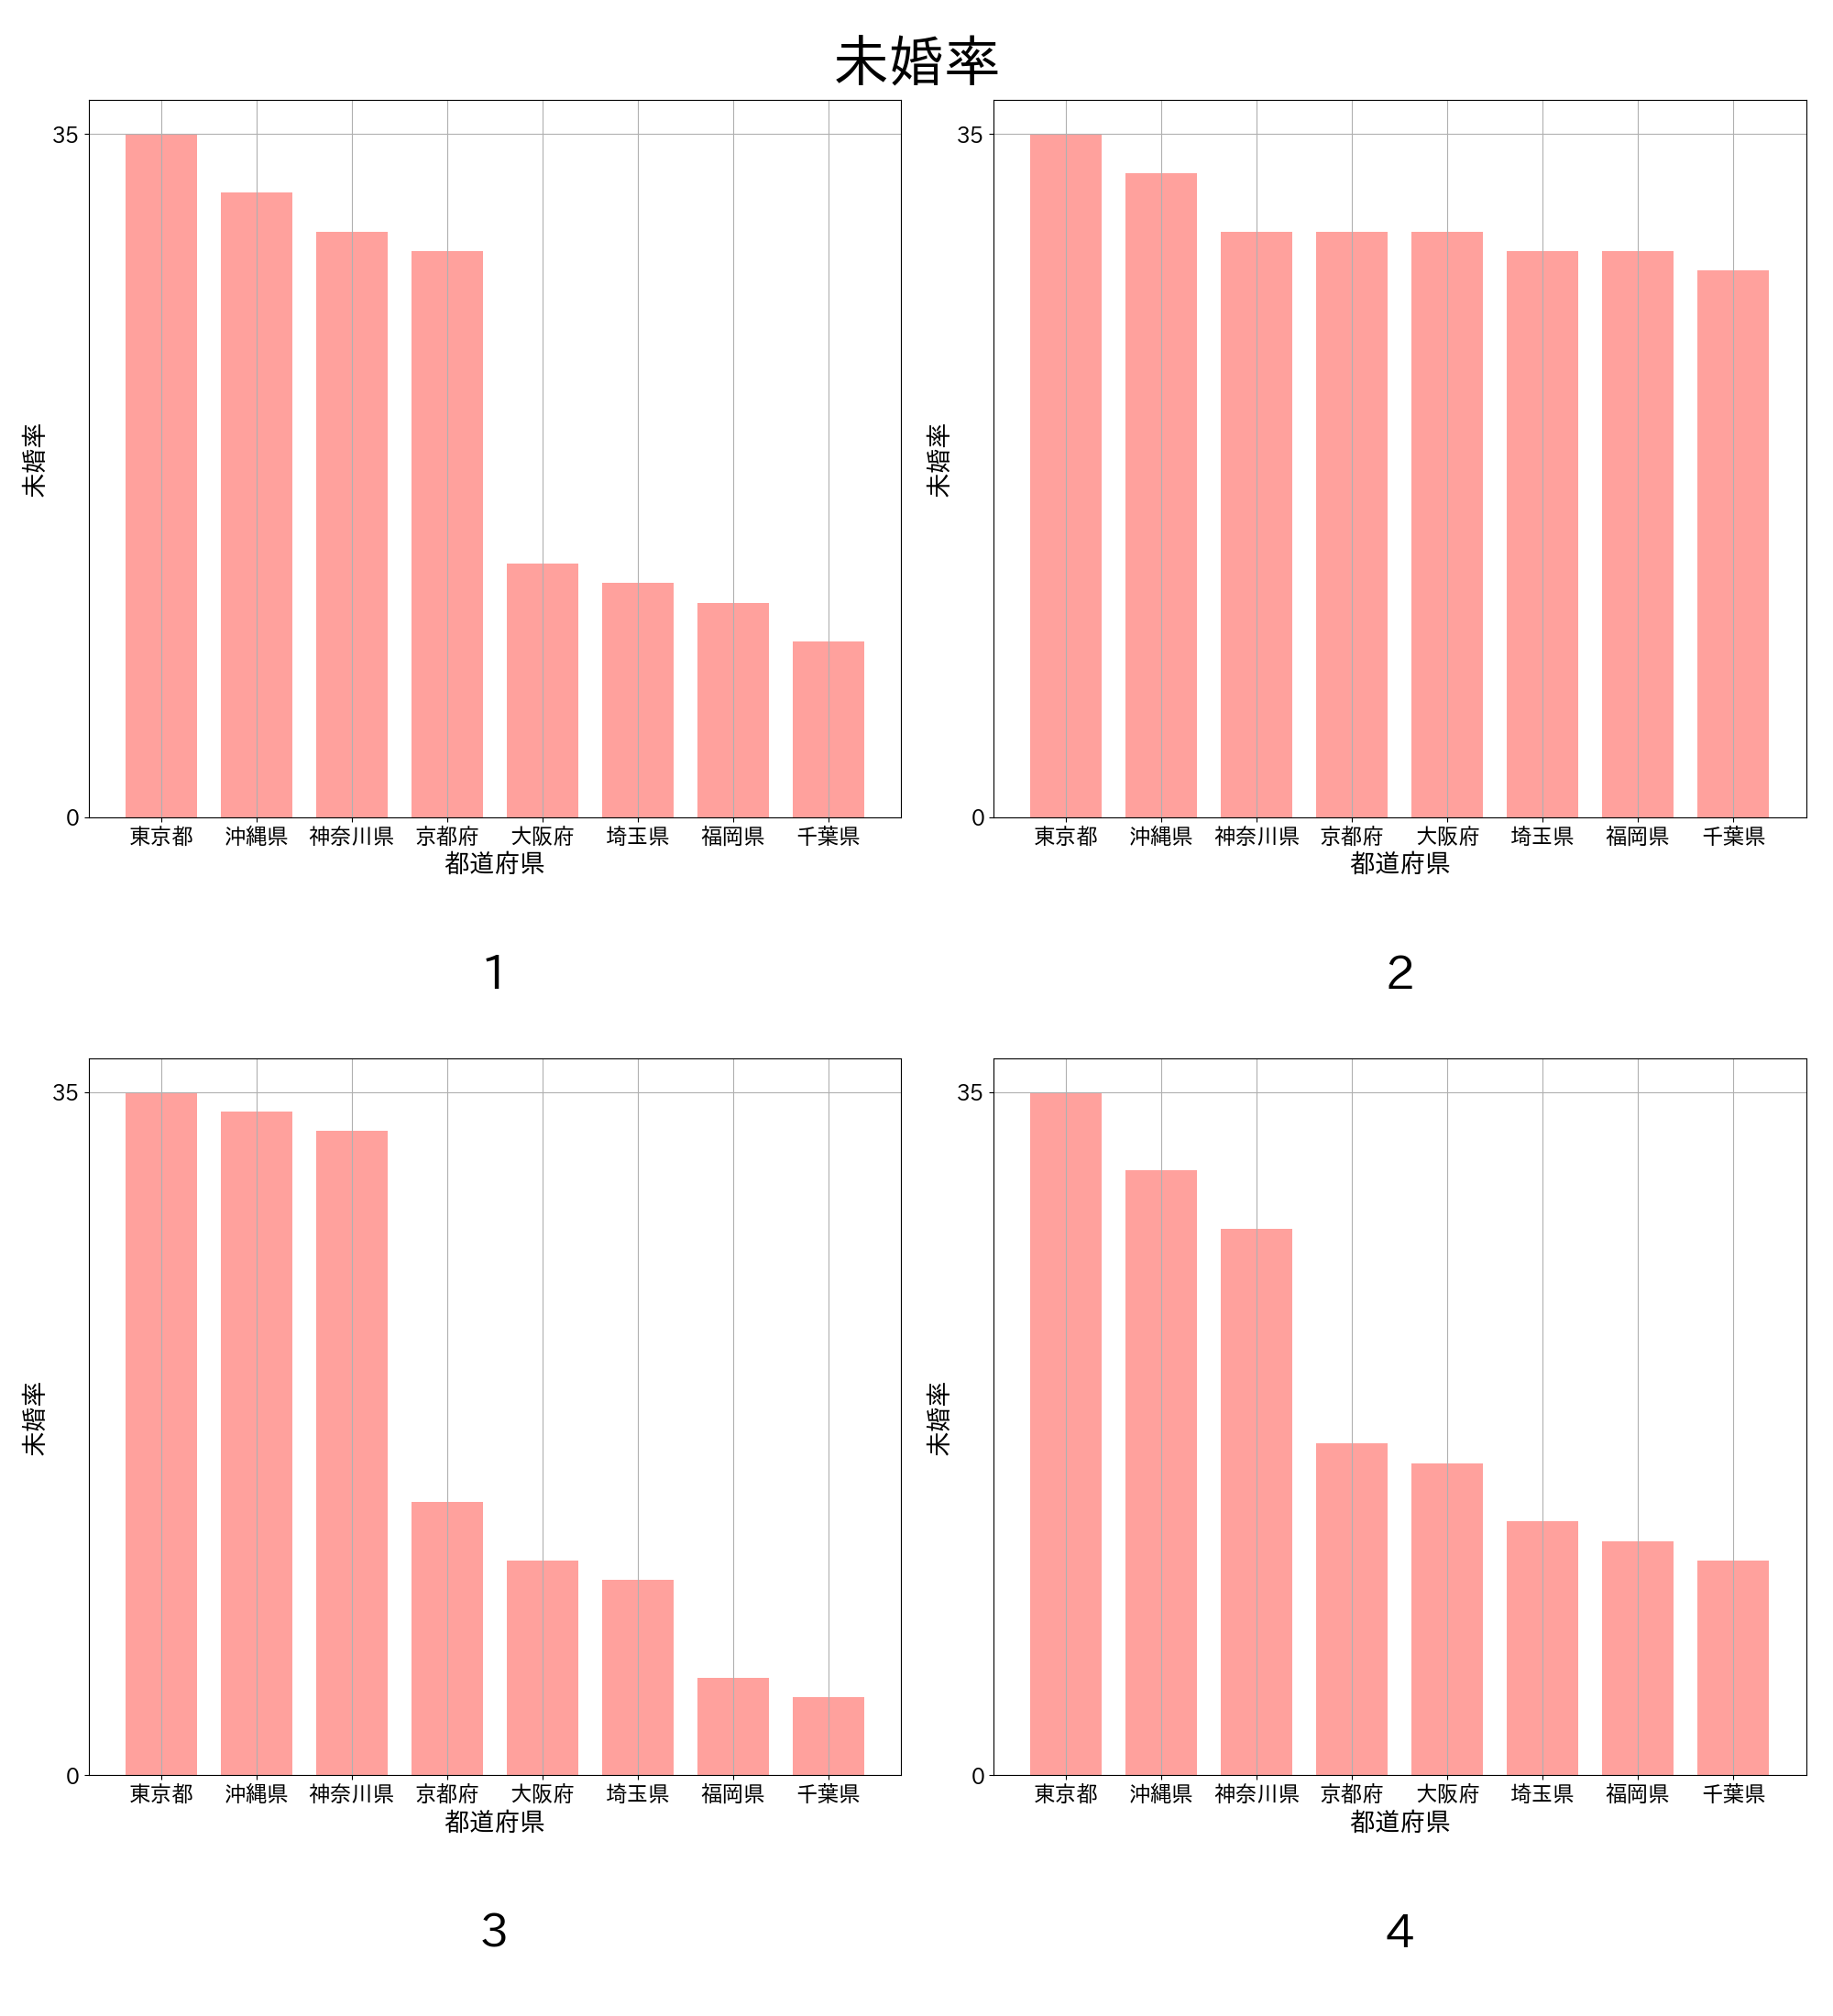 未婚率
35
0
未婚率
東京都 沖縄県 神奈川県 京都府 大阪府 埼玉県 福岡県 千葉県
都道府県
1
35
0
未婚率
東京都 沖縄県 神奈川県 京都府 大阪府 埼玉県 福岡県 千葉県
都道府県
2
35
0
未婚率
東京都 沖縄県 神奈川県 京都府 大阪府 埼玉県 福岡県 千葉県
都道府県
3
35
0
未婚率
東京都 沖縄県 神奈川県 京都府 大阪府 埼玉県 福岡県 千葉県
都道府県
4